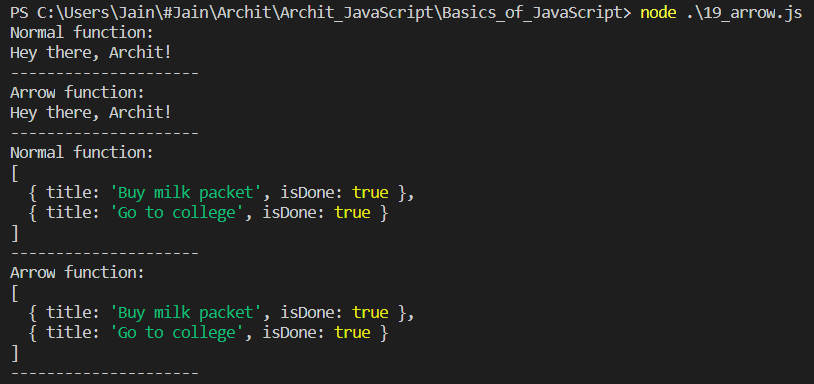 PS C:\Users\Jain\#Jain\Archit\Archit_JavaScript\Basics_of_JavaScript> node .\19_arrow.js
Normal function:
Hey there, Archit!
---------------------
Arrow function:
Hey there, Archit!
---------------------
Normal function:
[
  { title: 'Buy milk packet', isDone: true },
  { title: 'Go to college', isDone: true }
]
---------------------
Arrow function:
[
  { title: 'Buy milk packet', isDone: true },
  { title: 'Go to college', isDone: true }
]
---------------------